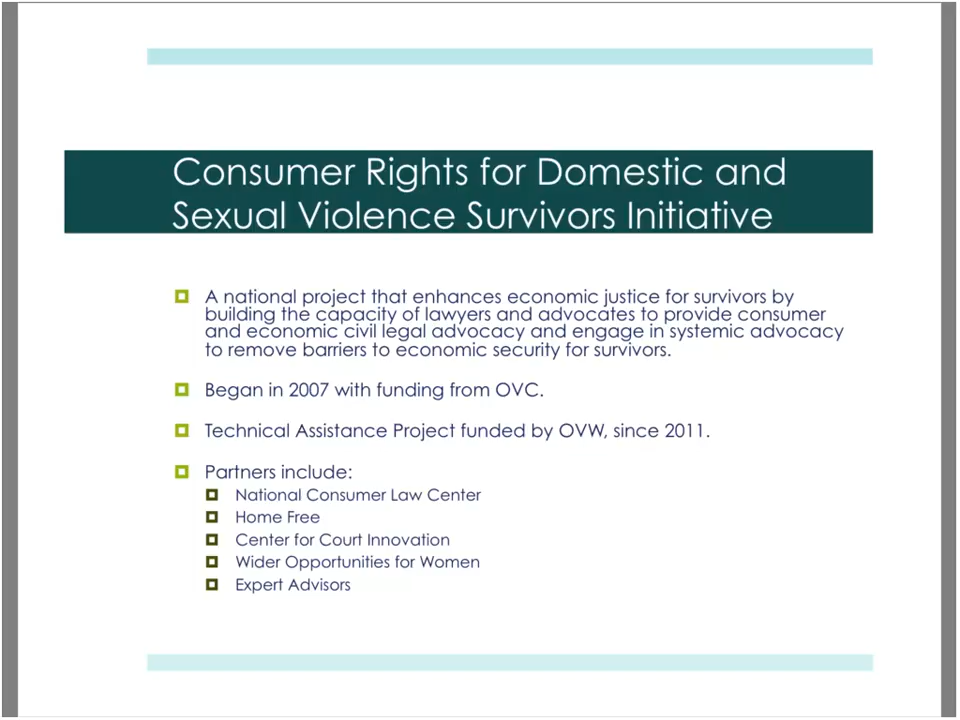 Consumer Rights for Domestic and
Sexual Violence Survivors Initiative
A national project that enhances economic justice for survivors by
building the capacity of lawyers and advocates to provide consumer
and economic civil legal advocacy and engage in systemic advocacy
to remove barriers to economic security for survivors.
Began in 2007 with funding from OVC.
Technical Assistance Project funded by OVW, since 2011.
Partners include:
National Consumer Law Center
Home Free
Center for Court Innovation
Wider Opportunities for Women
Expert Advisors